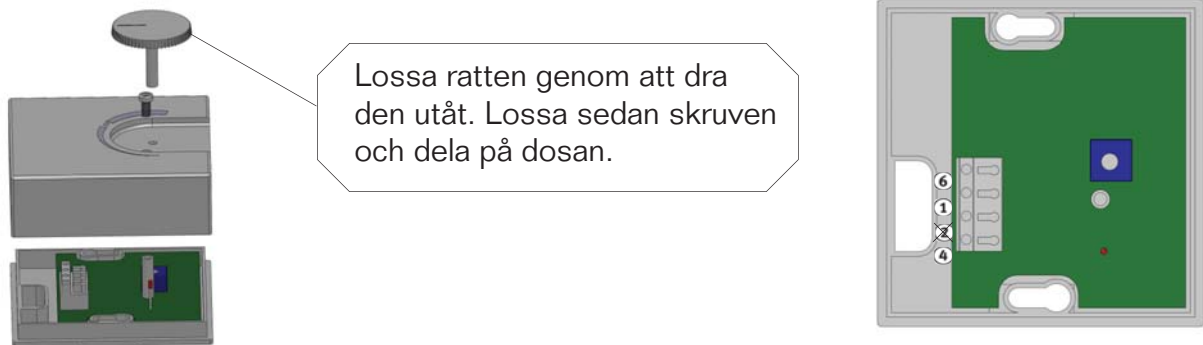 Lossa ratten genom att dra
den utåt. Lossa sedan skruven
och dela på dosan.
6
1
2
4